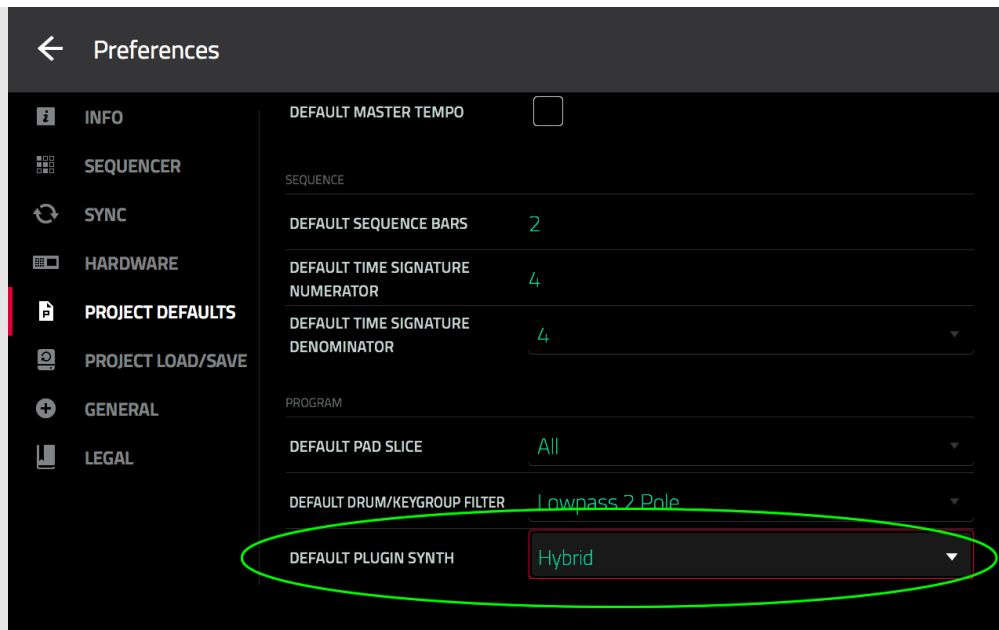 Preferences
INFO
SEQUENCER
SYNC
HARDWARE
PROJECT DEFAULTS
PROJECT LOAD/SAVE
GENERAL
LEGAL
DEFAULT MASTER TEMPO
SEQUENCE
DEFAULT SEQUENCE BARS 2
DEFAULT TIME SIGNATURE
NUMERATOR
4
DEFAULT TIME SIGNATURE
DENOMINATOR
4
PROGRAM
DEFAULT PAD SLICE All
DEFAULT DRUM/KEYGROUP FILTER Lowpass 2 Pole
DEFAULT PLUGIN SYNTH Hybrid